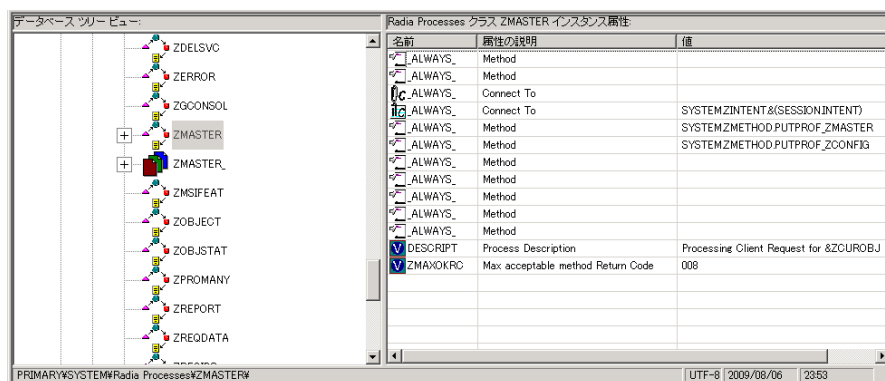 データベース ツリー ビュー:
ZDELSVC
ZERROR
ZGCONSOL
ZMASTER
ZMASTER_
ZMSIFEAT
ZOBJECT
ZOBJSTAT
ZPROMANY
ZREPORT
ZREQDATA
Radia Processes クラス ZMASTER インスタンス属性:
名前 属性の説明 値
_ALWAYS_ Method
_ALWAYS_ Method
_ALWAYS_ Connect To
_ALWAYS_ Connect To SYSTEM.ZINTENT.&(SESSION.INTENT)
_ALWAYS_ Method SYSTEM.ZMETHOD.PUTPROF_ZMASTER
_ALWAYS_ Method SYSTEM.ZMETHOD.PUTPROF_ZCONFIG
_ALWAYS_ Method
_ALWAYS_ Method
_ALWAYS_ Method
_ALWAYS_ Method
_ALWAYS_ Method
V DESCRIPT Process Description Processing Client Request for &ZCUROBJ
V ZMAXOKRC Max acceptable method Return Code 008
PRIMARY¥SYSTEM¥Radia Processes¥ZMASTER¥ UTF-8 2009/08/06 23:53